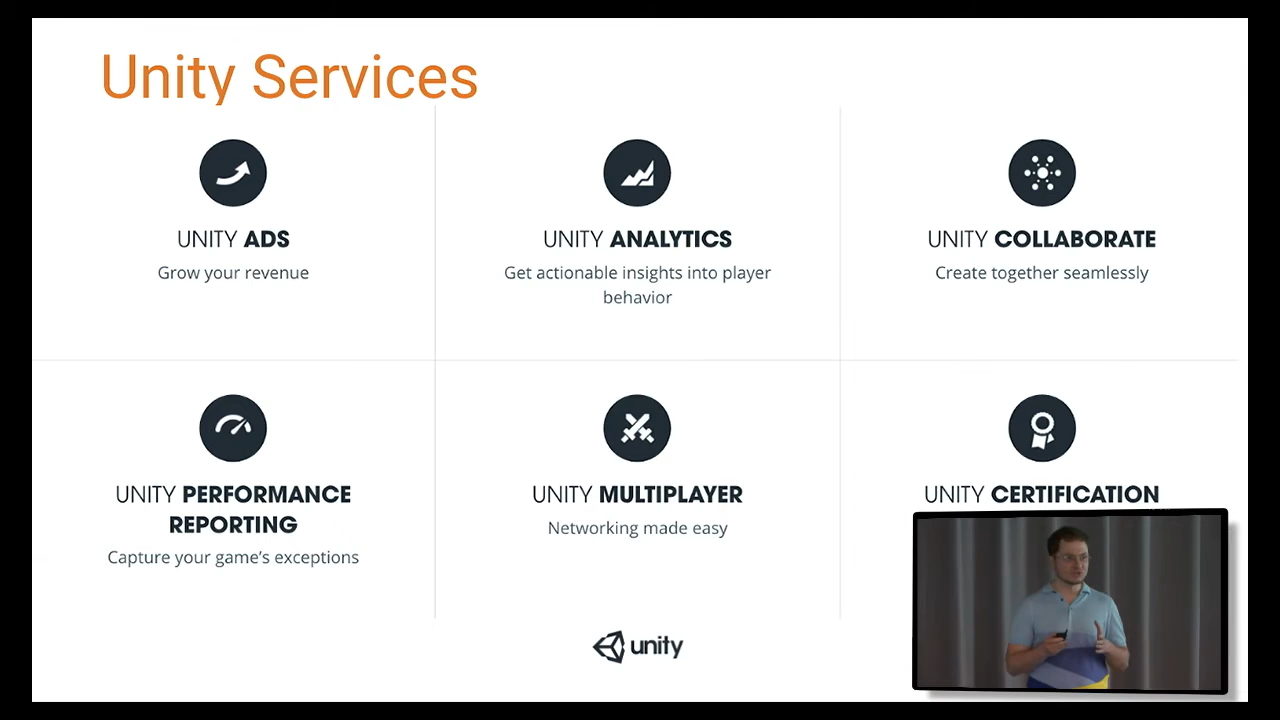 Unity Services
UNITY ADS
Grow your revenue
UNITY ANALYTICS
Get actionable insights into player
behavior
UNITY COLLABORATE
Create together seamlessly
UNITY PERFORMANCE
REPORTING
Capture your game’s exceptions
UNITY MULTIPLAYER
Networking made easy
UNITY CERTIFICATION
unity